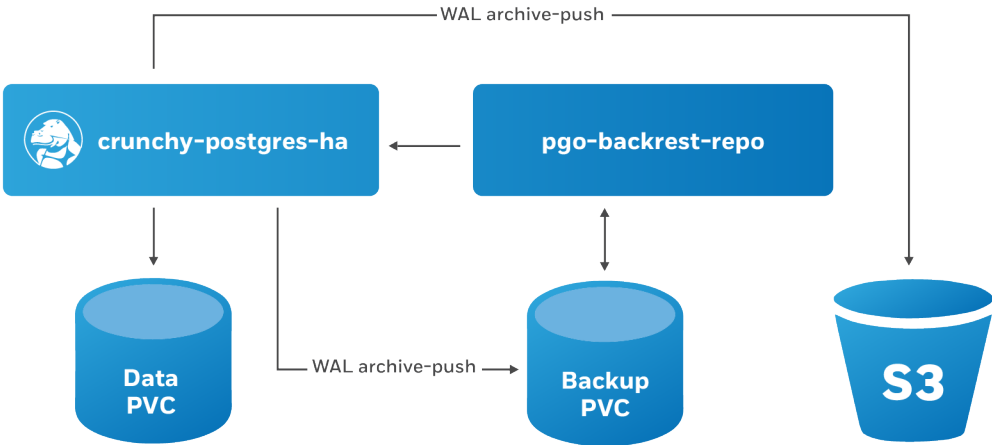 WAL archive-push
crunchy-postgres-ha
pgo-backrest-repo
WAL archive-push
Data
PVC
Backup
PVC
S3